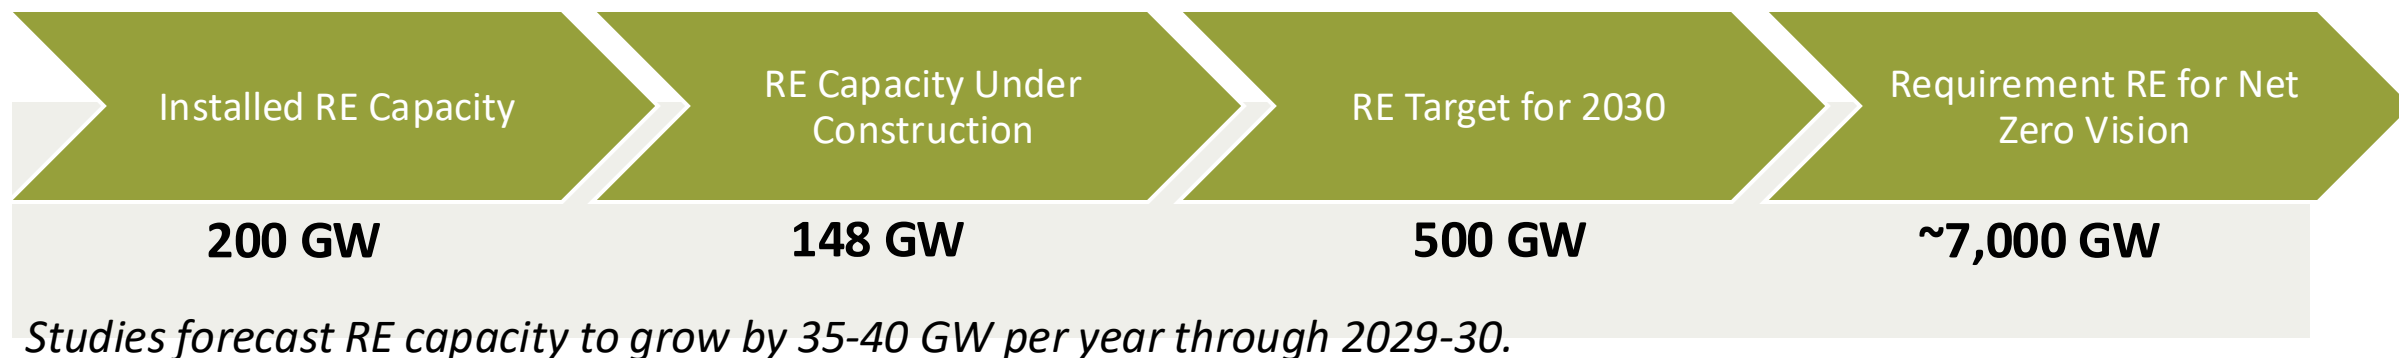 Installed RE Capacity
RE Capacity Under
Construction
RE Target for 2030
Requirement RE for Net
Zero Vision
200 GW
148 GW
500 GW
~7,000 GW
Studies forecast RE capacity to grow by 35-40 GW per year through 2029-30.